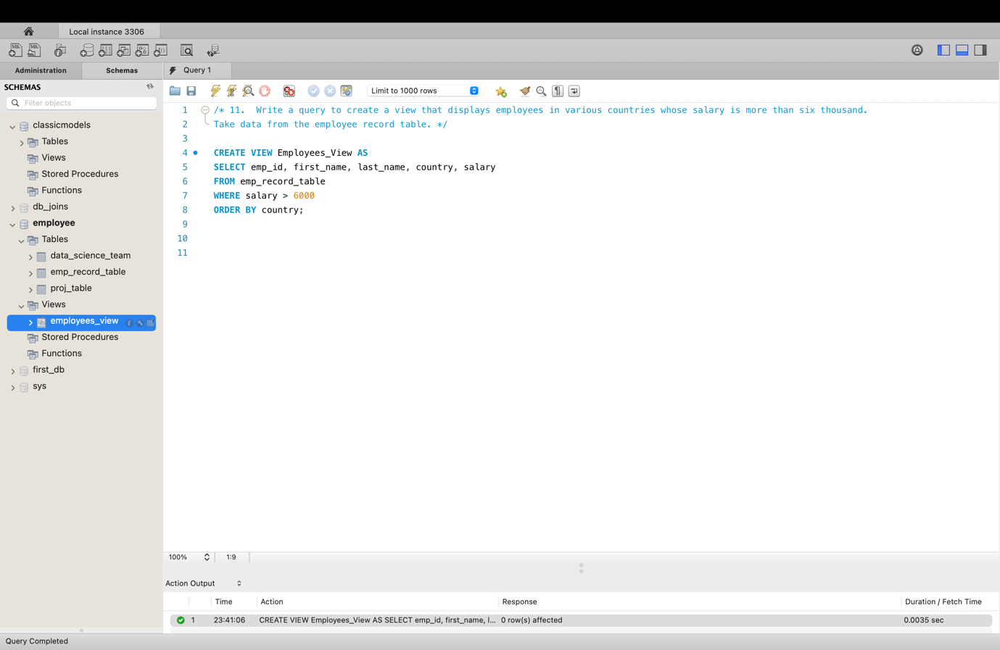 Local instance 3306
Administration
Schemas
Query 1
SCHEMAS
Filter objects
Limit to 1000 rows
classicmodels
Tables
Views
Stored Procedures
Functions
db_joins
employee
Tables
data_science_team
emp_record_table
proj_table
Views
employees_view
Stored Procedures
Functions
first_db
sys
1 /* 11.  Write a query to create a view that displays employees in various countries whose salary is more than six thousand.
2 Take data from the employee record table. */
3
4 CREATE VIEW Employees_View AS
5 SELECT emp_id, first_name, last_name, country, salary
6 FROM emp_record_table
7 WHERE salary > 6000
8 ORDER BY country;
9
10
11
100% 1:9
Action Output
Time Action Response Duration / Fetch Time
1 23:41:06 CREATE VIEW Employees_View AS SELECT emp_id, first_name, l... 0 row(s) affected 0.0035 sec
Query Completed